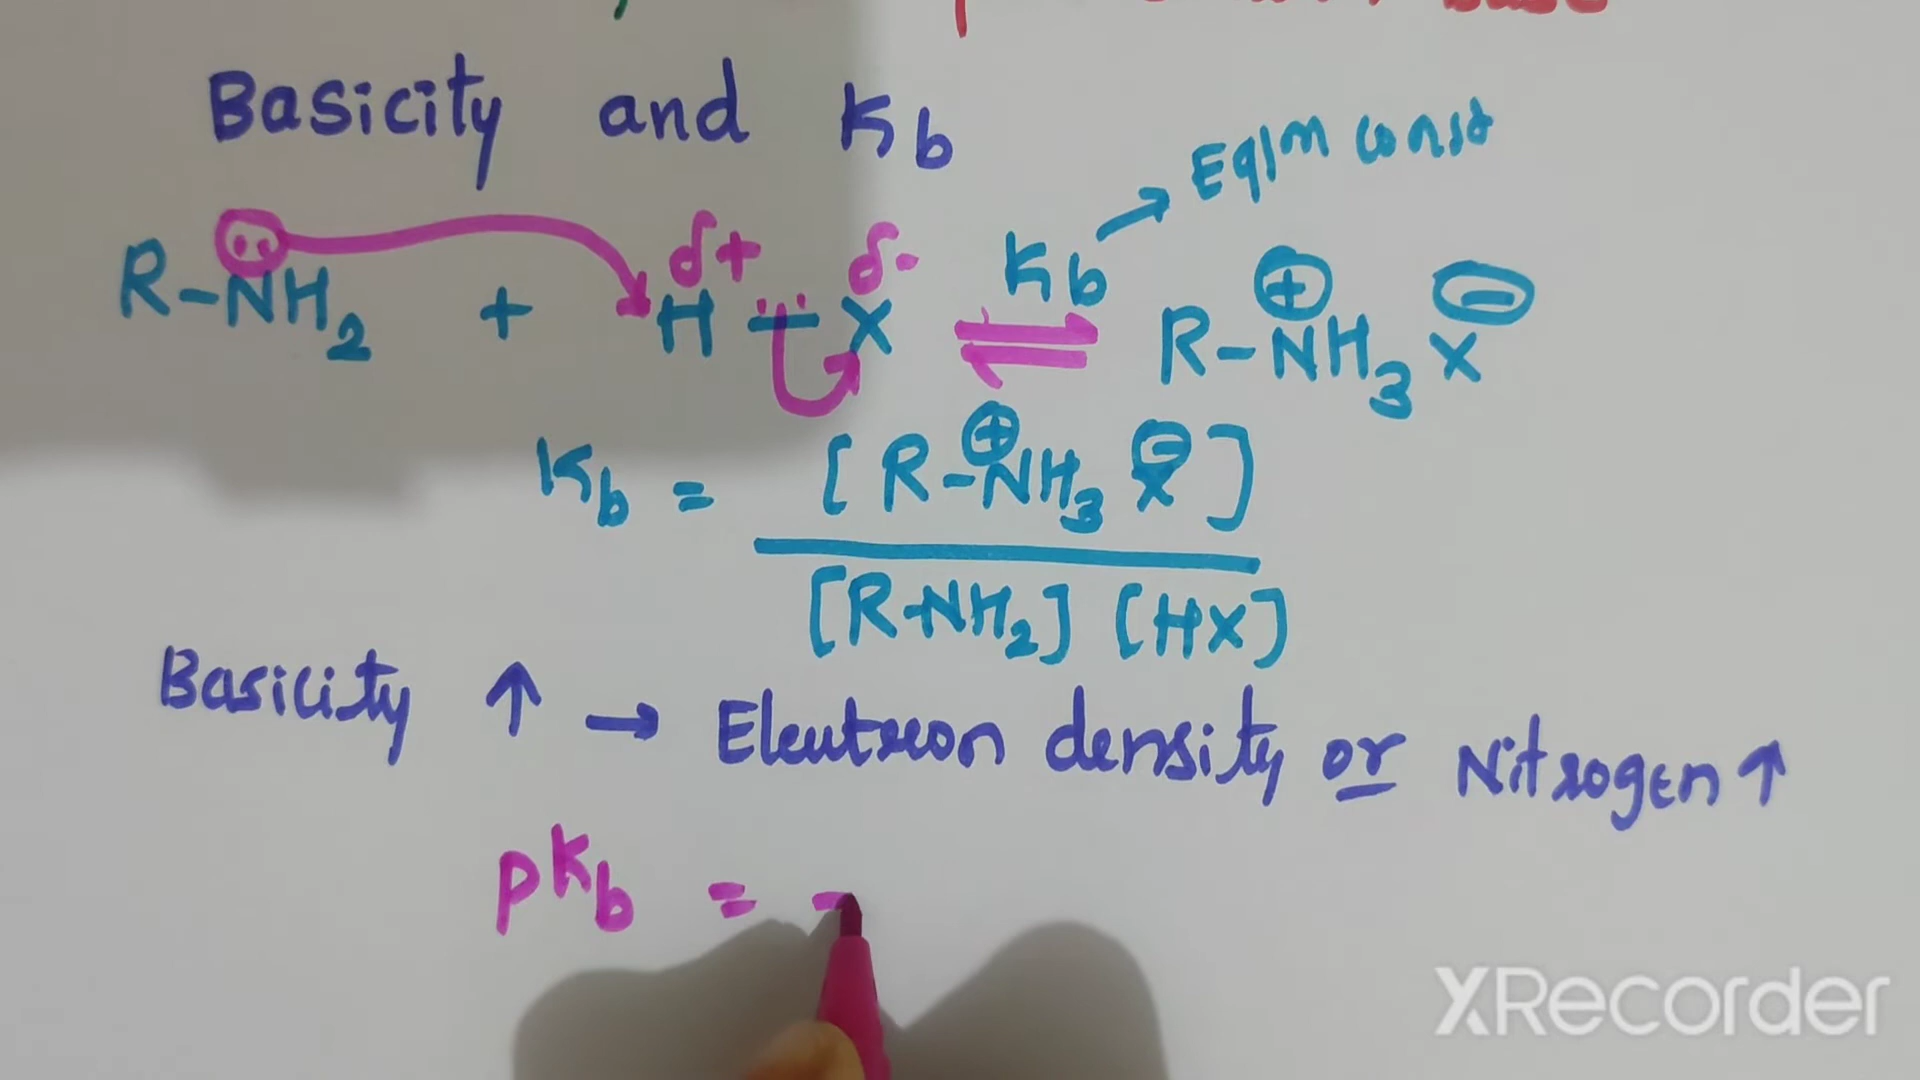 Basicity and Kb
Eqlm const
R-NH2 + H δ+ — X δ- Kb R-NH3 ⊕ X ⊖
Kb = [R-NH3 ⊕ X ⊖]
[R-NH2] [HX]
Basicity ↑ → Electron density or Nitrogen ↑
pKb = -
XRecorder